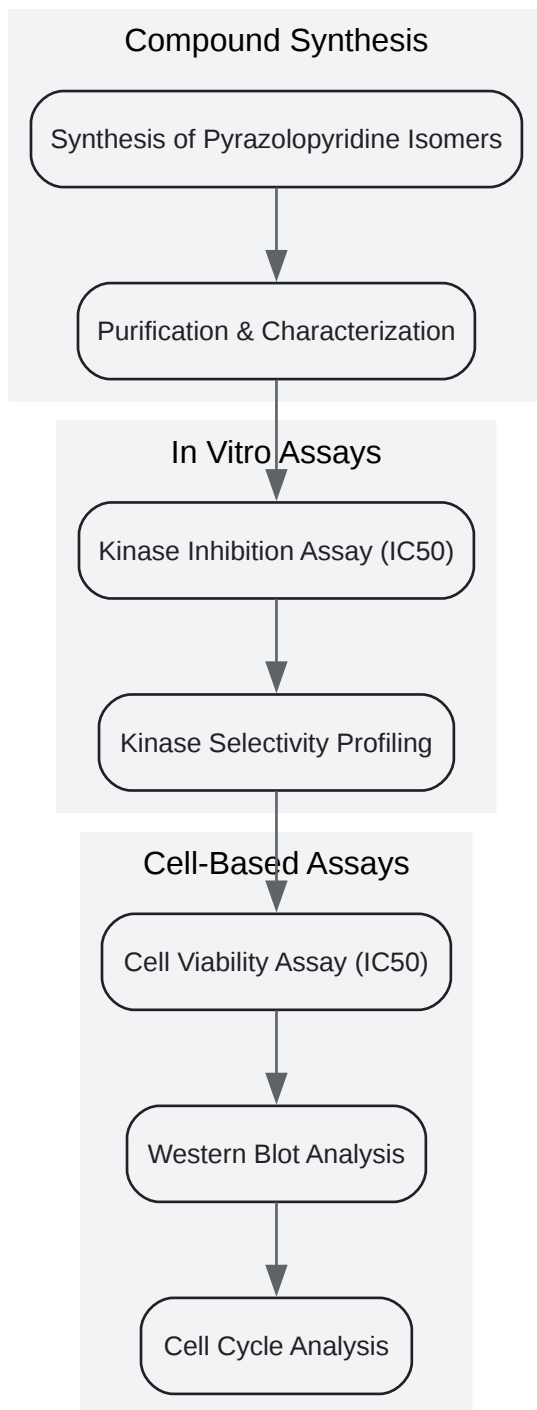 Compound Synthesis
Synthesis of Pyrazolopyridine Isomers
Purification & Characterization
In Vitro Assays
Kinase Inhibition Assay (IC50)
Kinase Selectivity Profiling
Cell-Based Assays
Cell Viability Assay (IC50)
Western Blot Analysis
Cell Cycle Analysis